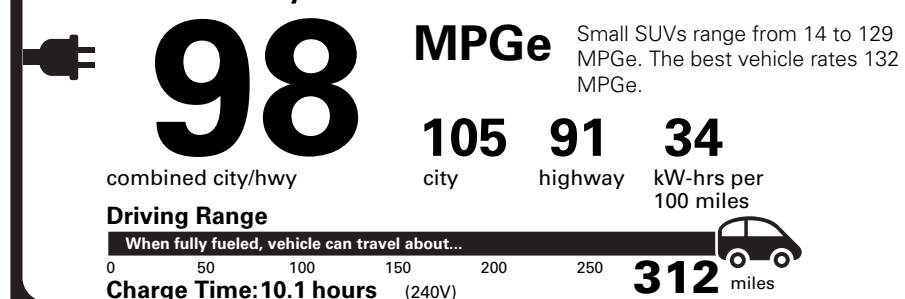 98
MPGe
Small SUVs range from 14 to 129
MPGe. The best vehicle rates 132
MPGe.
105 91 34
combined city/hwy
city highway kW-hrs per
100 miles
Driving Range
When fully fueled, vehicle can travel about...
0 50 100 150 200 250 312 miles
Charge Time:10.1 hours (240V)